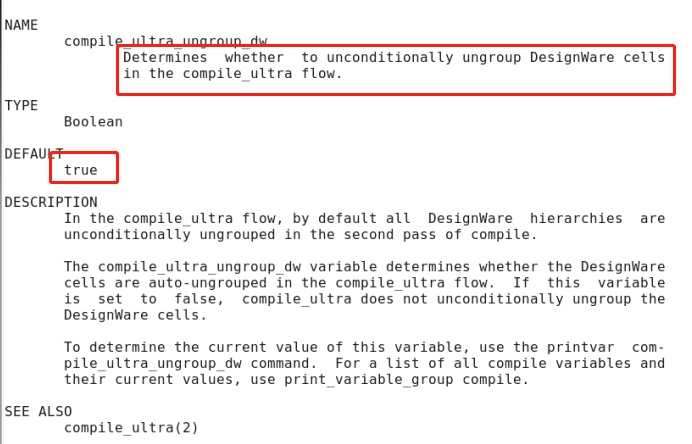 NAME
compile_ultra_ungroup_dw
Determines whether to unconditionally ungroup DesignWare cells
in the compile_ultra flow.
TYPE
Boolean
DEFAULT
true
DESCRIPTION
In the compile_ultra flow, by default all DesignWare hierarchies are
unconditionally ungrouped in the second pass of compile.
The compile_ultra_ungroup_dw variable determines whether the DesignWare
cells are auto-ungrouped in the compile_ultra flow. If this variable
is set to false, compile_ultra does not unconditionally ungroup the
DesignWare cells.
To determine the current value of this variable, use the printvar com-
pile_ultra_ungroup_dw command. For a list of all compile variables and
their current values, use print_variable_group compile.
SEE ALSO
compile_ultra(2)